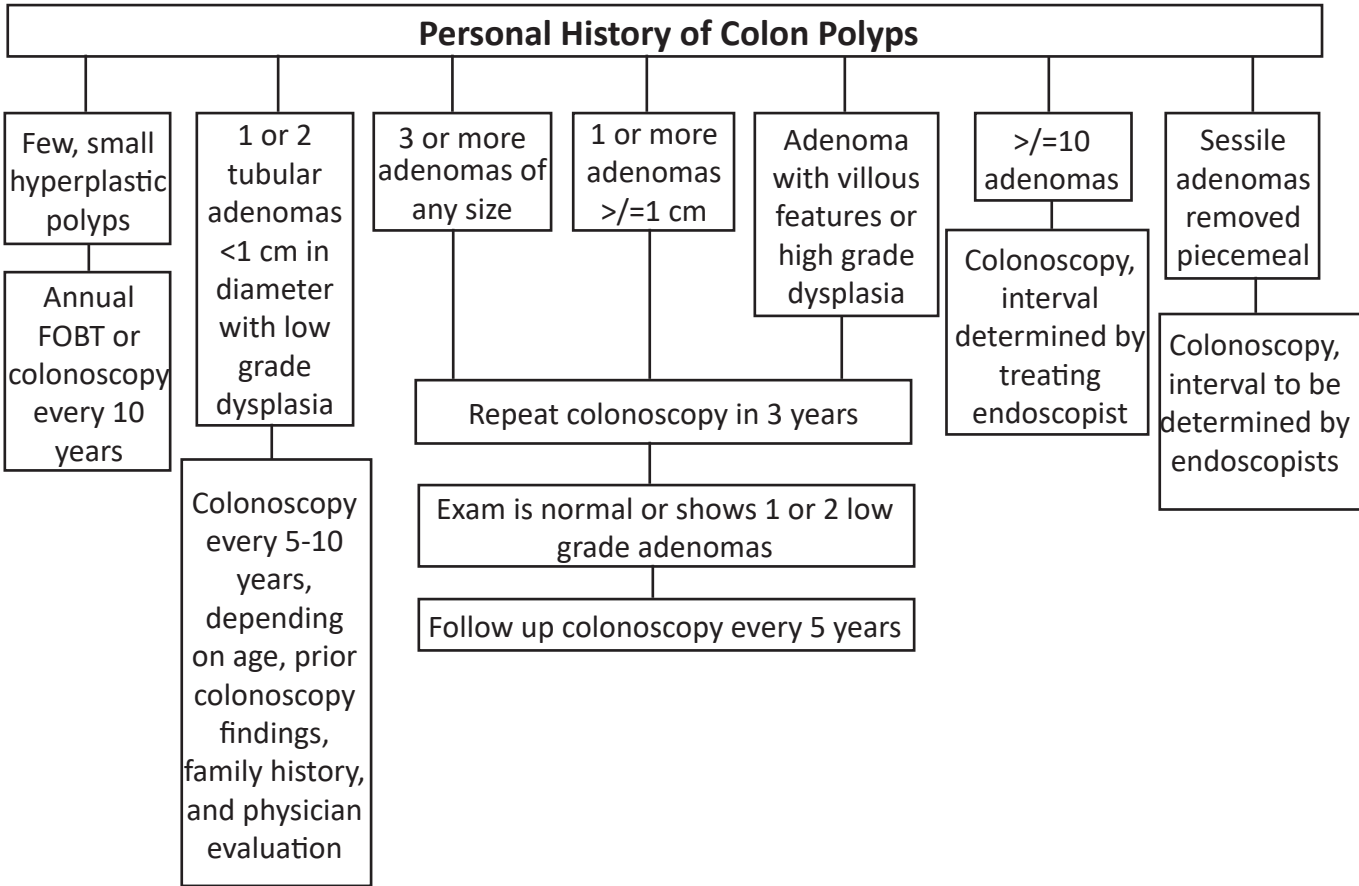 Personal History of Colon Polyps
Few, small
hyperplastic
polyps
Annual
FOBT or
colonoscopy
every 10
years
1 or 2
tubular
adenomas
<1 cm in
diameter
with low
grade
dysplasia
Colonoscopy
every 5-10
years,
depending
on age, prior
colonoscopy
findings,
family history,
and physician
evaluation
3 or more
adenomas of
any size
1 or more
adenomas
>/=1 cm
Adenoma
with villous
features or
high grade
dysplasia
Repeat colonoscopy in 3 years
Exam is normal or shows 1 or 2 low
grade adenomas
Follow up colonoscopy every 5 years
>/=10
adenomas
Colonoscopy,
interval
determined by
treating
endoscopist
Sessile
adenomas
removed
piecemeal
Colonoscopy,
interval to be
determined by
endoscopists